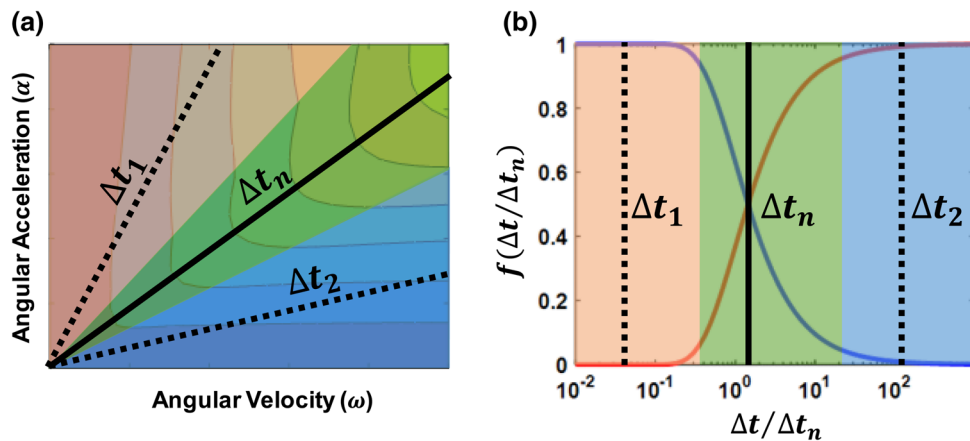 (a)
Angular Acceleration (α)
Δt₁
Δtₙ
Δt₂
Angular Velocity (ω)
(b)
f(Δt/Δtₙ)
1
0.8
0.6
0.4
0.2
0
Δt₁
Δtₙ
Δt₂
10⁻² 10⁻¹ 10⁰ 10¹ 10²
Δt/Δtₙ